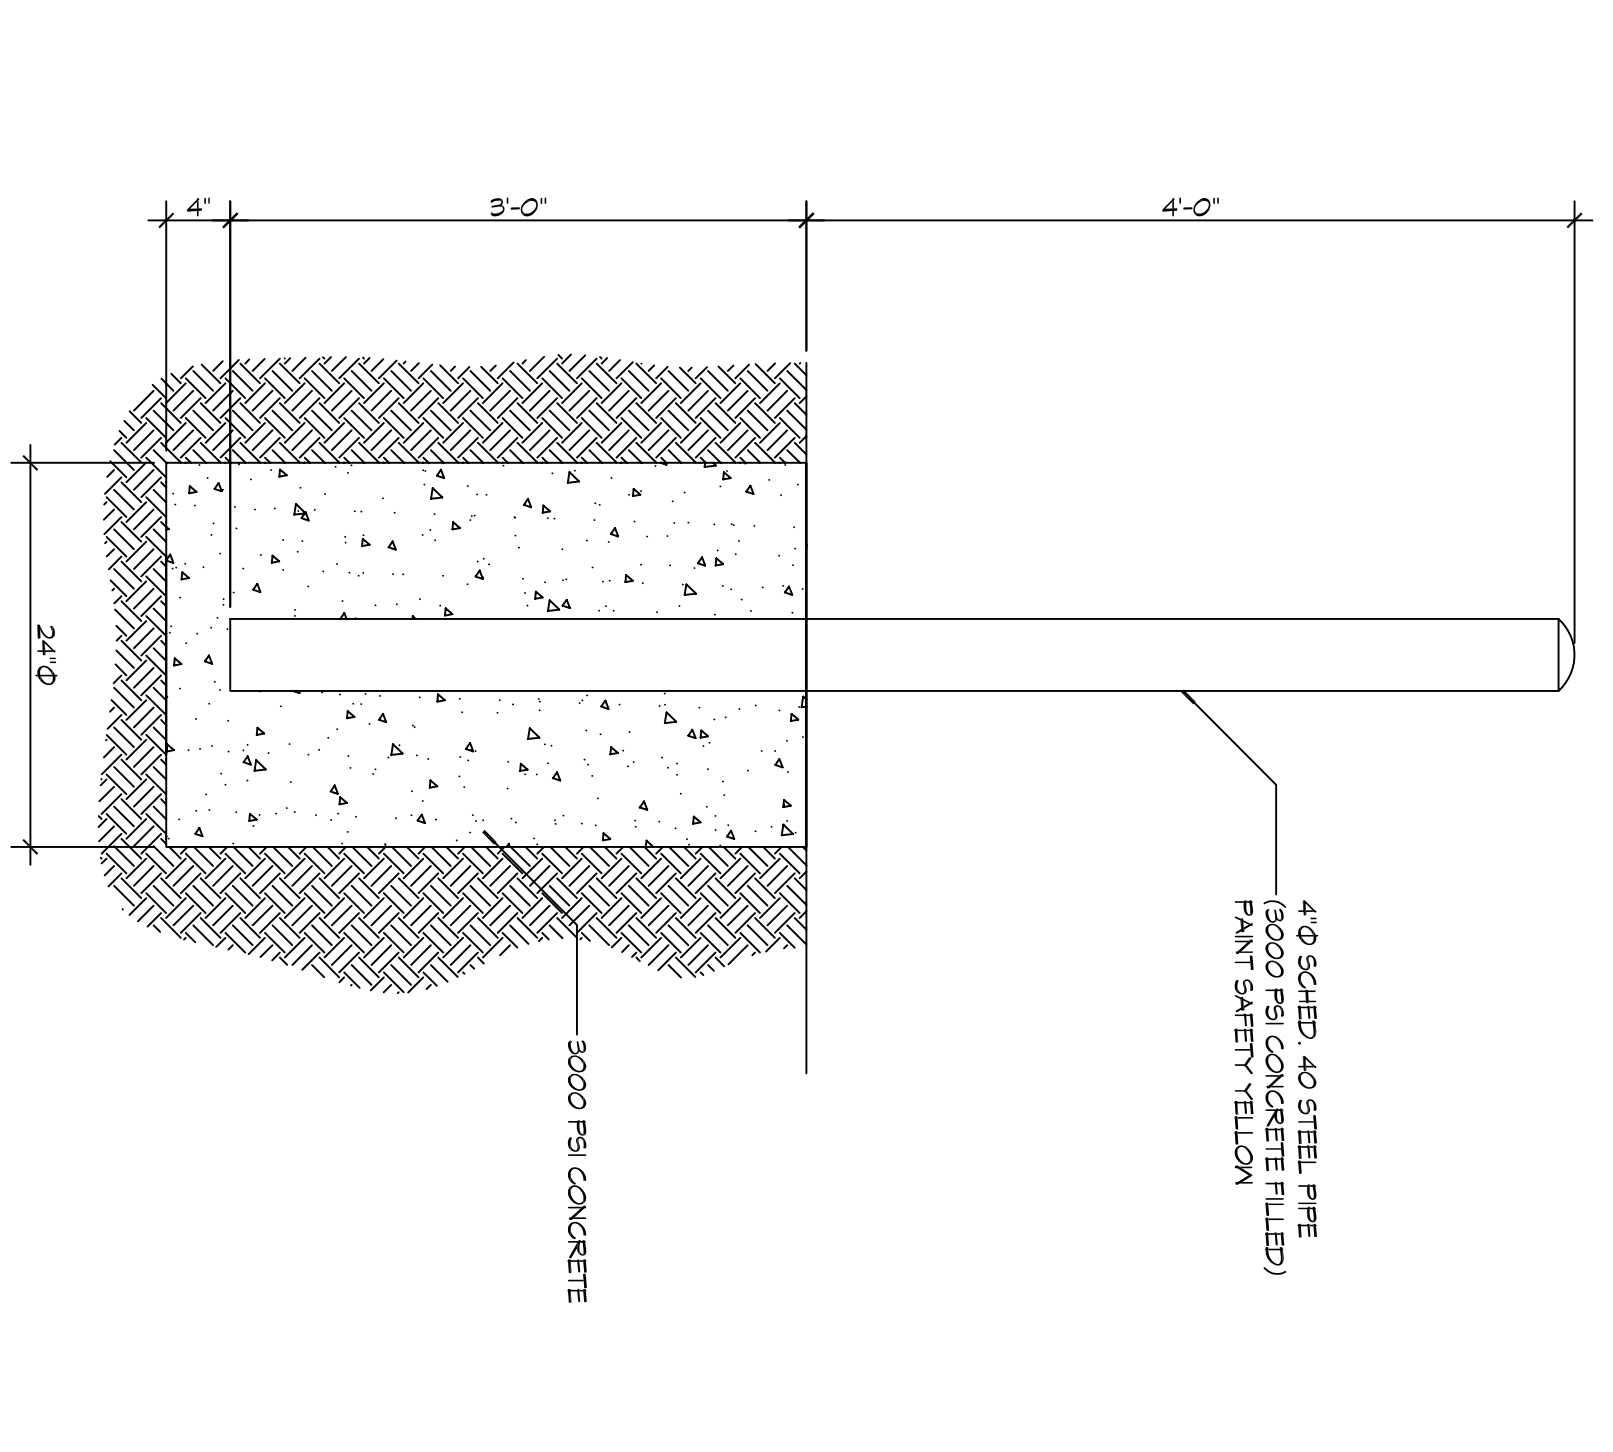 4"
3'-0"
4'-0"
24"Φ
4"Φ SCHED. 40 STEEL PIPE
(3000 PSI CONCRETE FILLED)
PAINT SAFETY YELLOW
3000 PSI CONCRETE